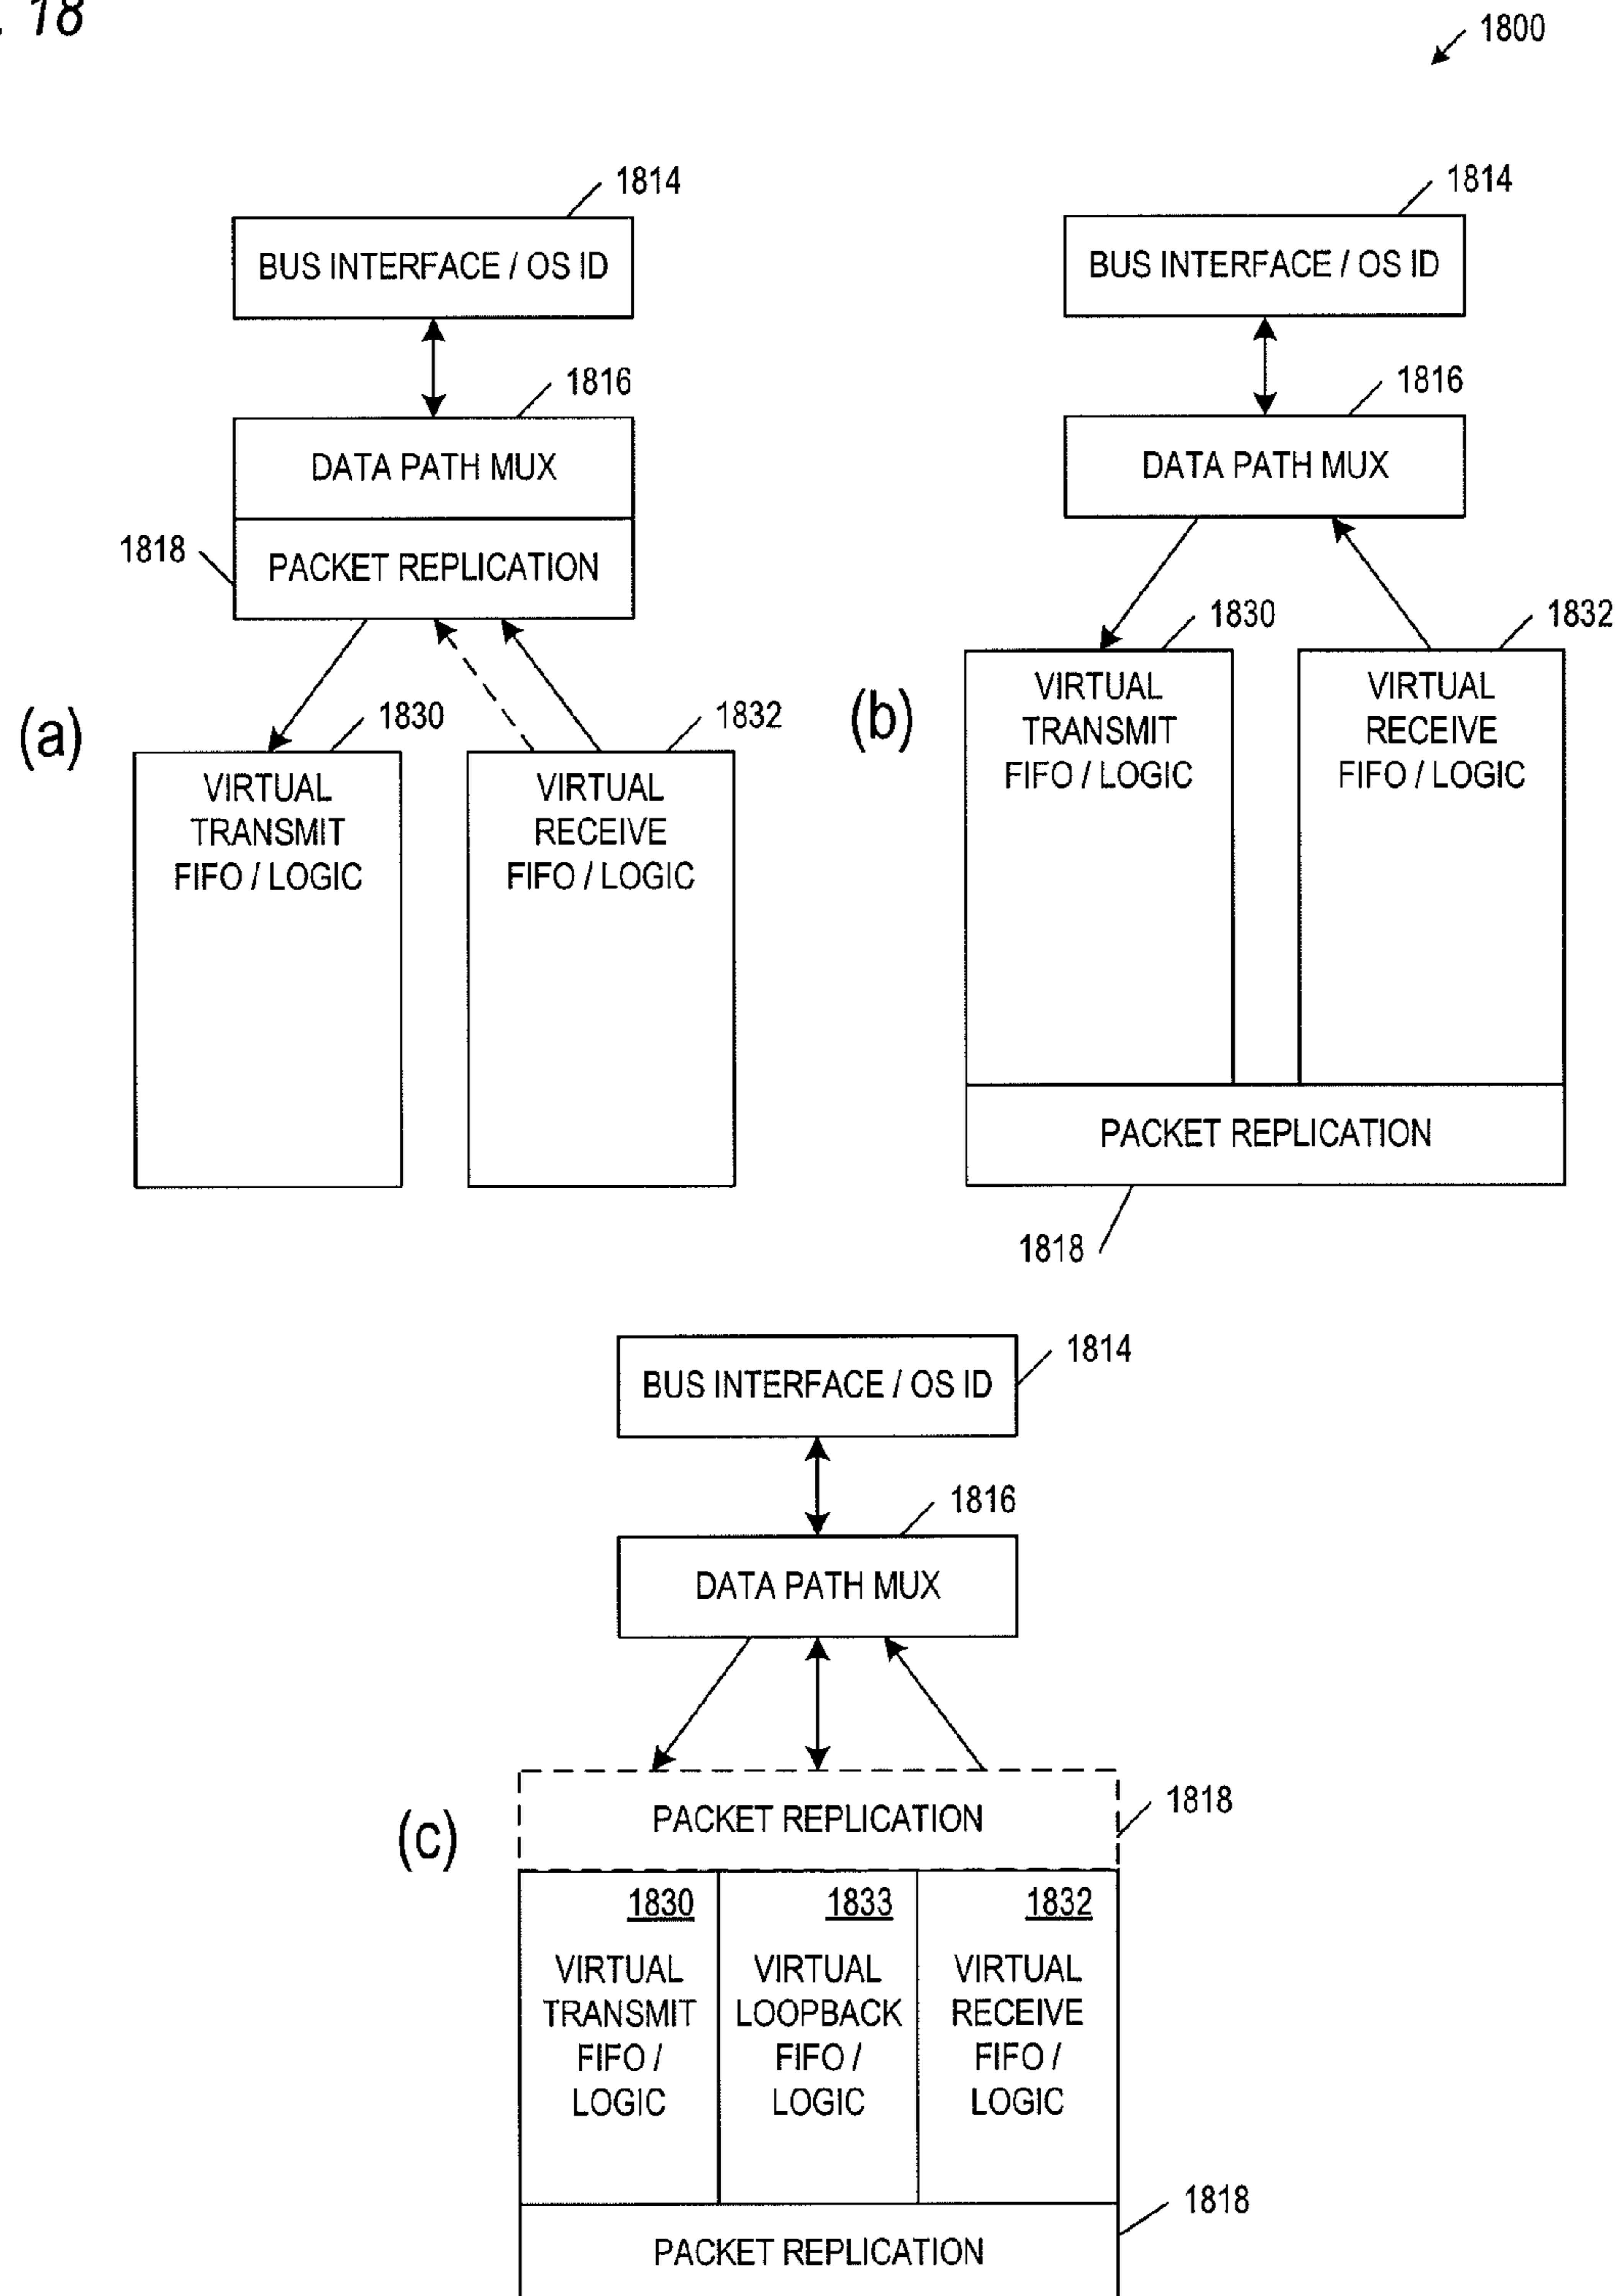 . 18
1800
1814
BUS INTERFACE / OS ID
1816
DATA PATH MUX
1818
PACKET REPLICATION
(a)
1830
VIRTUAL
TRANSMIT
FIFO / LOGIC
1832
VIRTUAL
RECEIVE
FIFO / LOGIC
1814
BUS INTERFACE / OS ID
1816
DATA PATH MUX
(b)
1830
VIRTUAL
TRANSMIT
FIFO / LOGIC
1832
VIRTUAL
RECEIVE
FIFO / LOGIC
PACKET REPLICATION
1818
1814
BUS INTERFACE / OS ID
1816
DATA PATH MUX
(c)
PACKET REPLICATION
1818
1830
VIRTUAL
TRANSMIT
FIFO /
LOGIC
1833
VIRTUAL
LOOPBACK
FIFO /
LOGIC
1832
VIRTUAL
RECEIVE
FIFO /
LOGIC
1818
PACKET REPLICATION